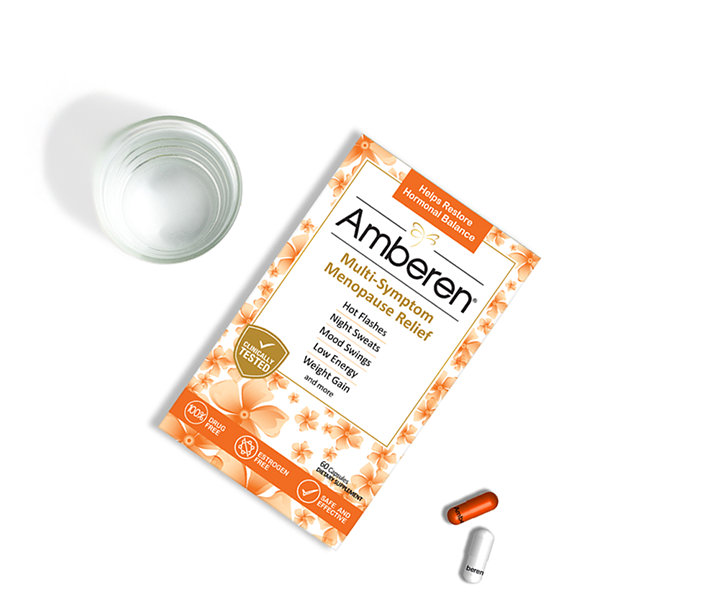 Helps Restore
Hormonal Balance
Amberen®
Multi-Symptom
Menopause Relief
Hot Flashes
Night Sweats
Mood Swings
Low Energy
Weight Gain
and more
CLINICALLY
TESTED
100%
DRUG
FREE
ESTROGEN
FREE
SAFE AND
EFFECTIVE
60 Capsules
DIETARY SUPPLEMENT
beren